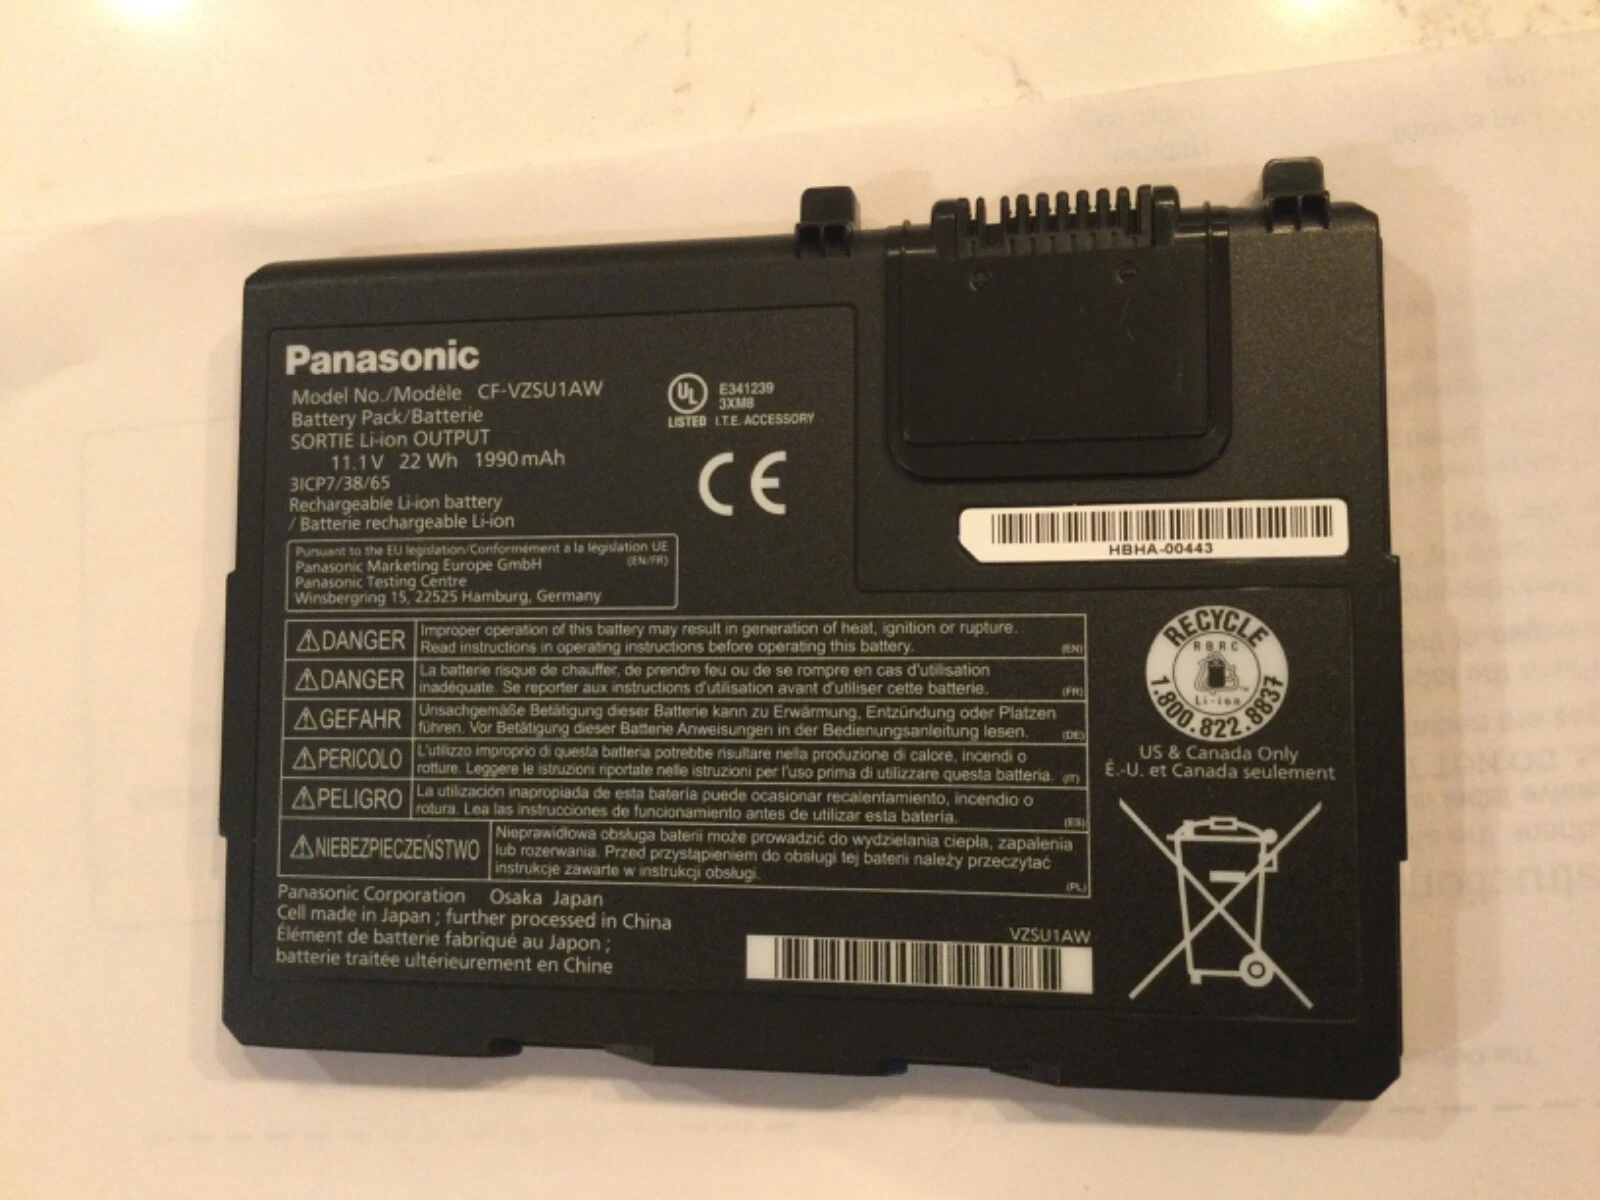 Panasonic
Model No./Modèle CF-VZSU1AW
Battery Pack/Batterie
SORTIE Li-ion OUTPUT
11.1V 22 Wh 1990mAh
3ICP7/38/65
Rechargeable Li-ion battery
/ Batterie rechargeable Li-ion
UL
LISTED
E341239
3XM8
I.T.E. ACCESSORY
CE
HBHA-00443
Pursuant to the EU legislation/Conformément à la législation UE
Panasonic Marketing Europe GmbH (EN/FR)
Panasonic Testing Centre
Winsbergring 15, 22525 Hamburg, Germany
DANGER
Improper operation of this battery may result in generation of heat, ignition or rupture.
Read instructions in operating instructions before operating this battery. (EN)
DANGER
La batterie risque de chauffer, de prendre feu ou de se rompre en cas d'utilisation
inadéquate. Se reporter aux instructions d'utilisation avant d'utiliser cette batterie. (FR)
GEFAHR
Unsachgemäße Betätigung dieser Batterie kann zu Erwärmung, Entzündung oder Platzen
führen. Vor Betätigung dieser Batterie Anweisungen in der Bedienungsanleitung lesen. (DE)
PERICOLO
L'utilizzo improprio di questa batteria potrebbe risultare nella produzione di calore, incendi o
rotture. Leggere le istruzioni riportate nelle istruzioni per l'uso prima di utilizzare questa batteria. (IT)
PELIGRO
La utilización inapropiada de esta batería puede ocasionar recalentamiento, incendio o
rotura. Lea las instrucciones de funcionamiento antes de utilizar esta batería. (ES)
NIEBEZPIECZEŃSTWO
Nieprawidłowa obsługa baterii może prowadzić do wydzielania ciepła, zapalenia
lub rozerwania. Przed przystąpieniem do obsługi tej baterii należy przeczytać
instrukcje zawarte w instrukcji obsługi. (PL)
RECYCLE
RBRC
Li-ion
1.800.822.8837
US & Canada Only
É.-U. et Canada seulement
Panasonic Corporation Osaka Japan
Cell made in Japan ; further processed in China
Élément de batterie fabriqué au Japon ;
batterie traitée ultérieurement en Chine
VZSU1AW